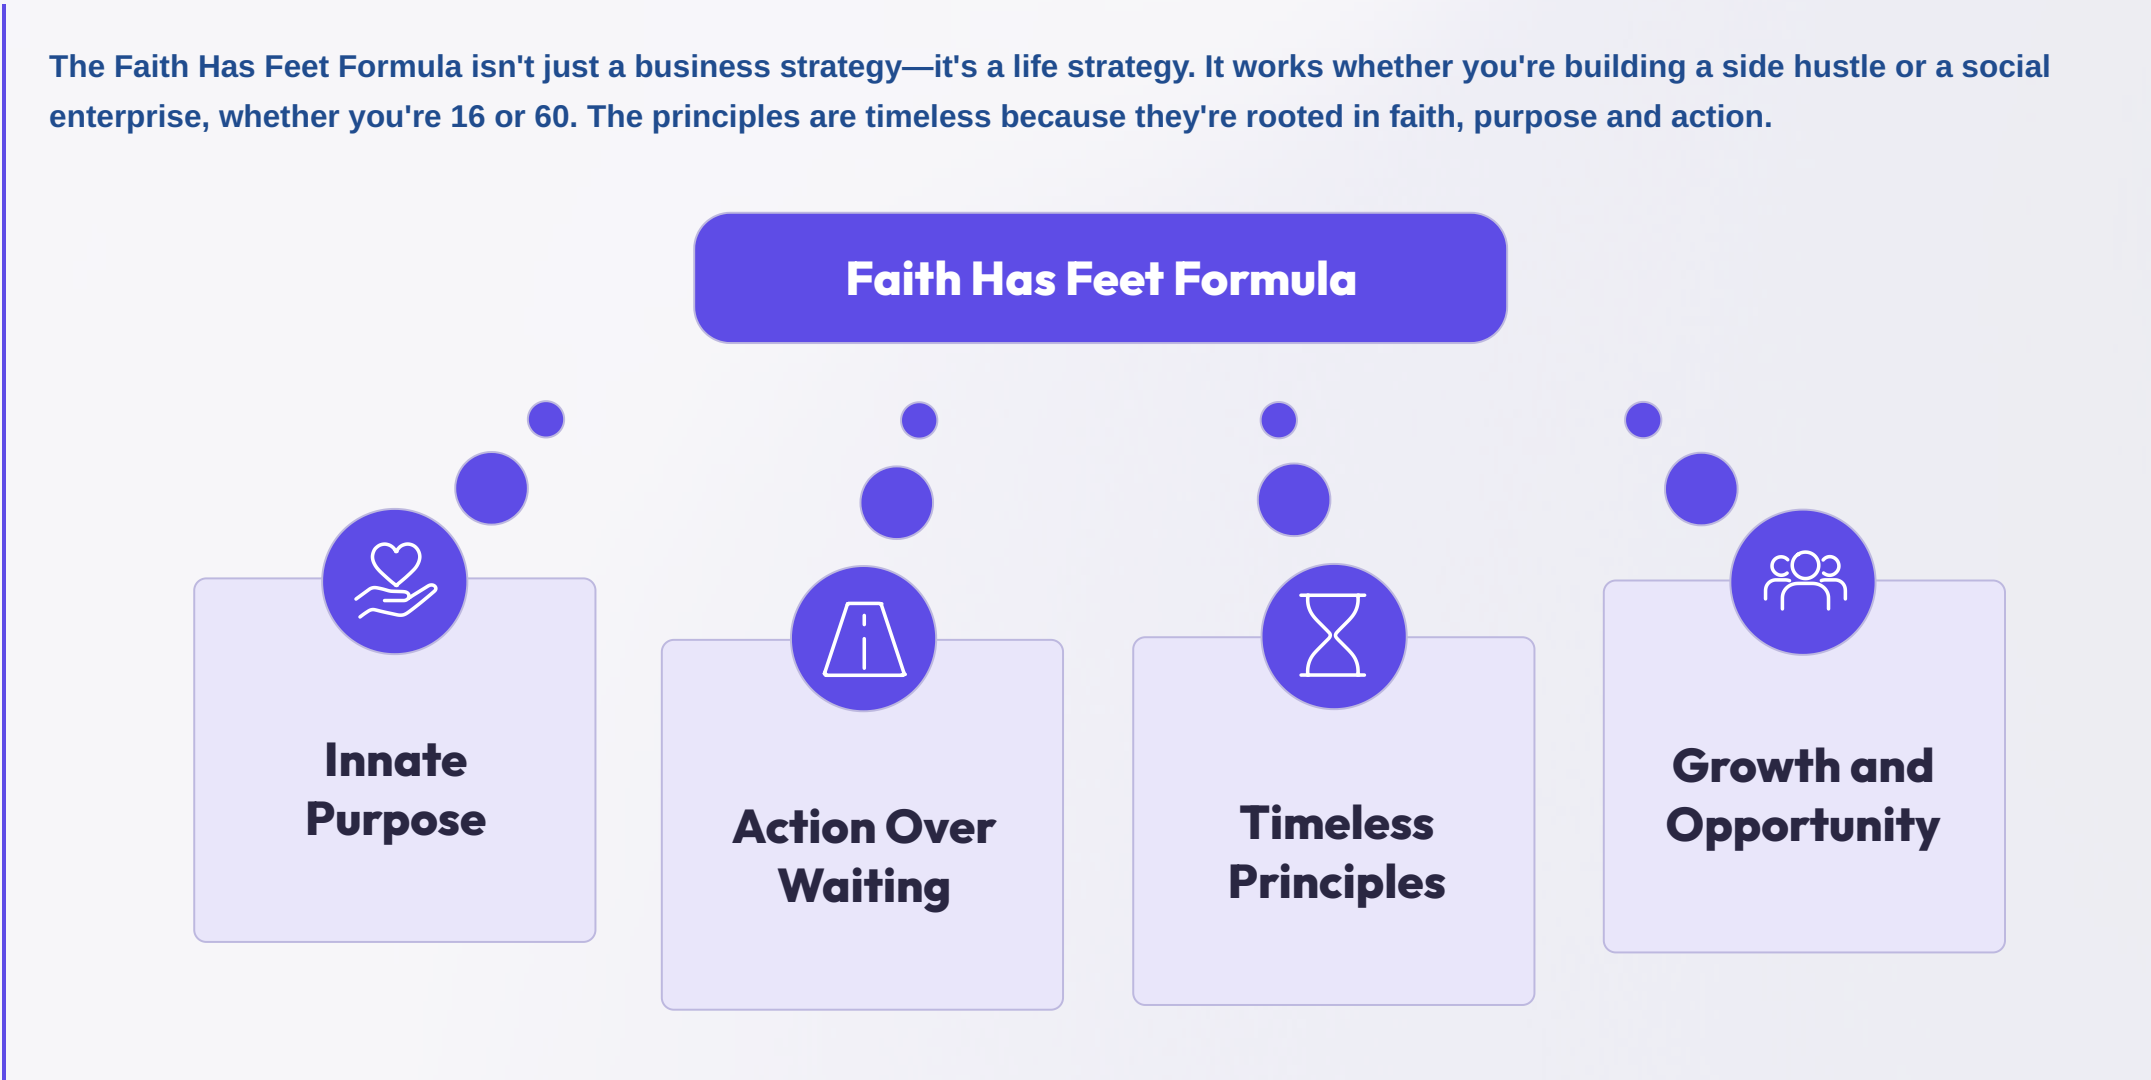 The Faith Has Feet Formula isn't just a business strategy—it's a life strategy. It works whether you're building a side hustle or a social
enterprise, whether you're 16 or 60. The principles are timeless because they're rooted in faith, purpose and action.
Faith Has Feet Formula
Innate
Purpose
Action Over
Waiting
Timeless
Principles
Growth and
Opportunity